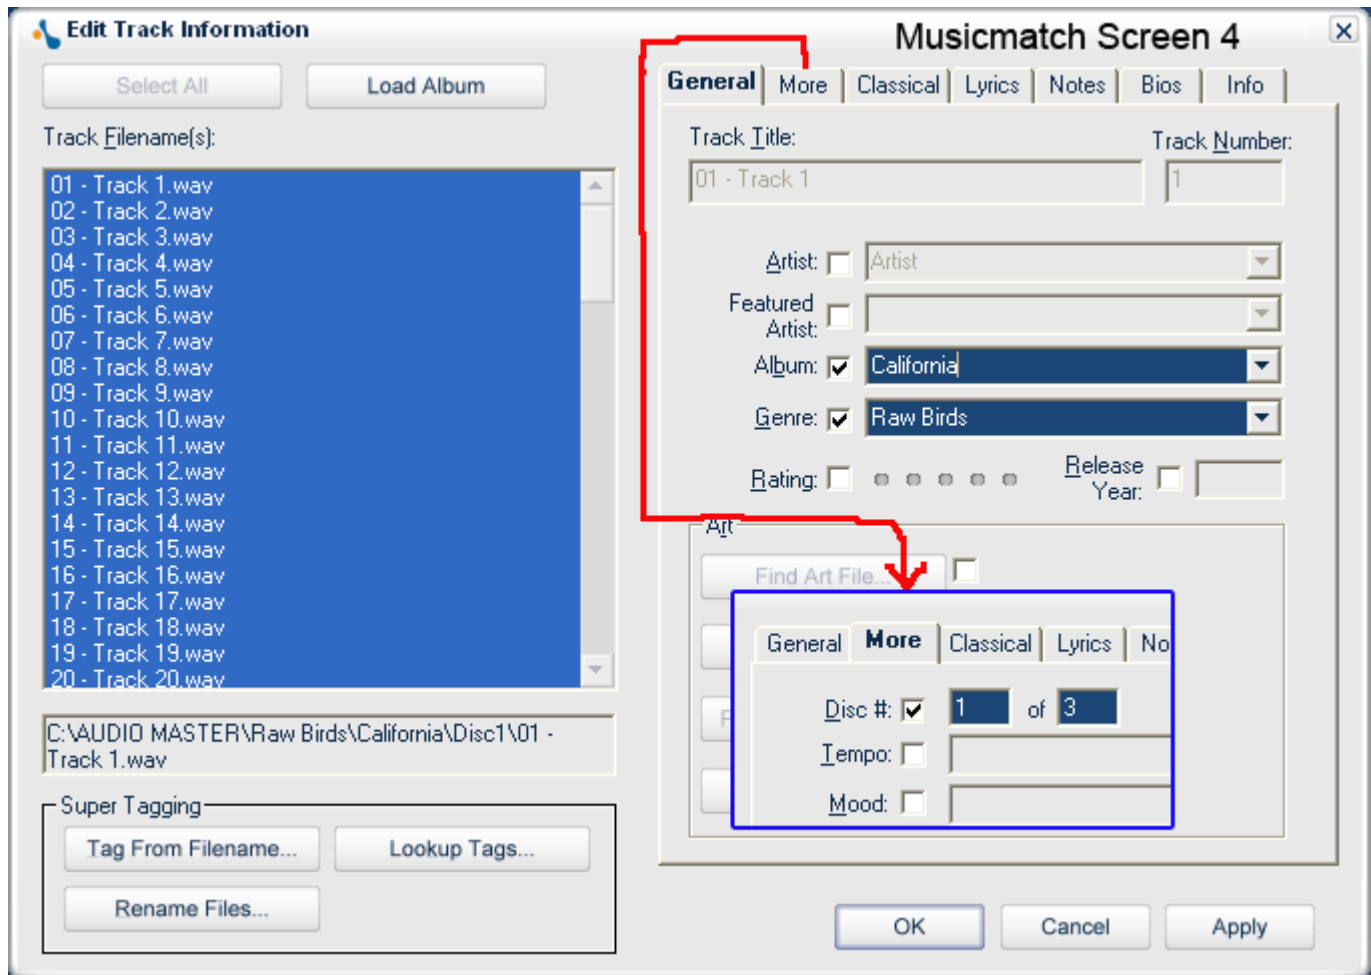 Edit Track Information
Musicmatch Screen 4
Select All
Load Album
Track Filename(s):
01 - Track 1.wav
02 - Track 2.wav
03 - Track 3.wav
04 - Track 4.wav
05 - Track 5.wav
06 - Track 6.wav
07 - Track 7.wav
08 - Track 8.wav
09 - Track 9.wav
10 - Track 10.wav
11 - Track 11.wav
12 - Track 12.wav
13 - Track 13.wav
14 - Track 14.wav
15 - Track 15.wav
16 - Track 16.wav
17 - Track 17.wav
18 - Track 18.wav
19 - Track 19.wav
20 - Track 20.wav
C:\AUDIO MASTER\Raw Birds\California\Disc1\01 -
Track 1.wav
Super Tagging
Tag From Filename...
Lookup Tags...
Rename Files...
General More Classical Lyrics Notes Bios Info
Track Title:
Track Number:
01 - Track 1
1
Artist: Artist
Featured
Artist:
Album: California
Genre: Raw Birds
Rating:
Release
Year:
Art
Find Art File...
General More Classical Lyrics No
Disc #: 1 of 3
Tempo:
Mood:
OK
Cancel
Apply